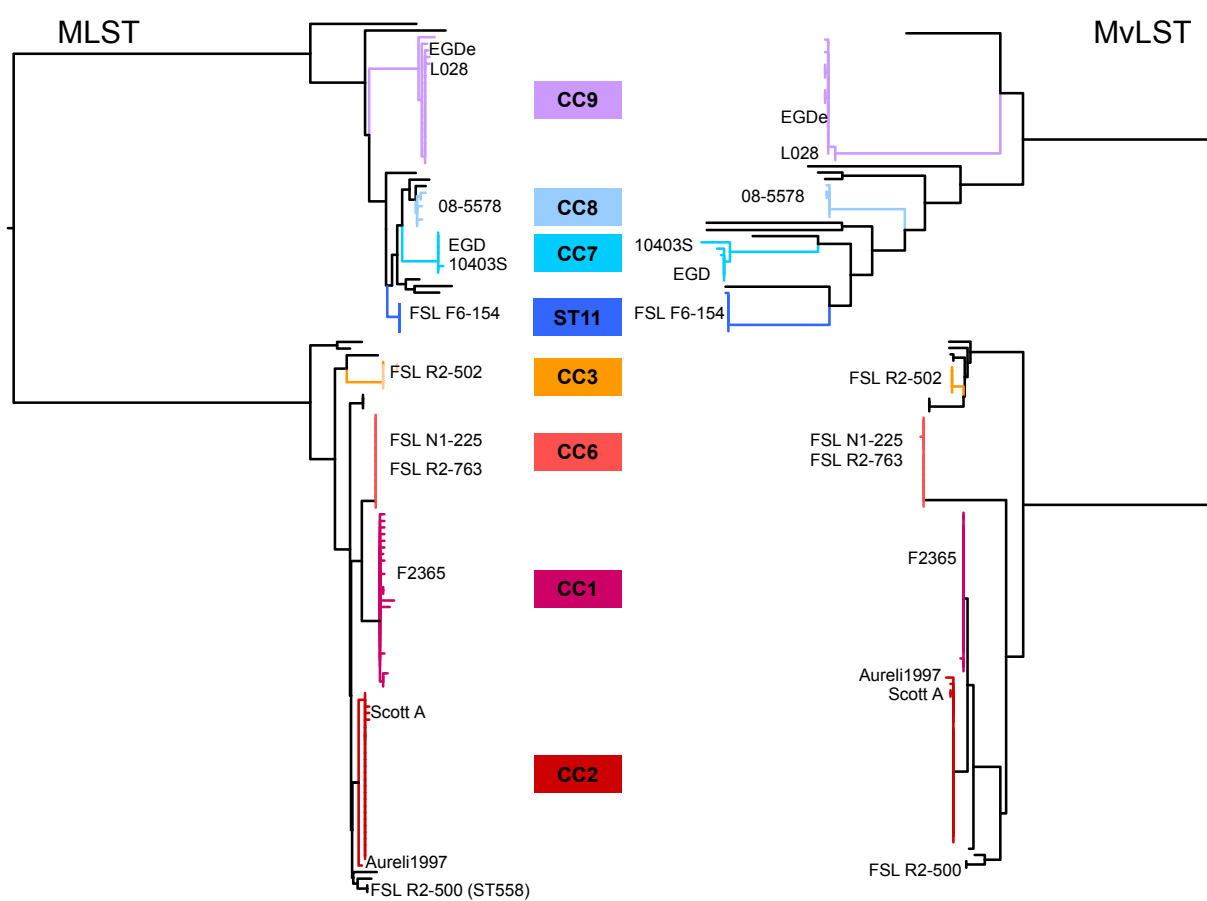 MLST
MvLST
EGDe
L028
CC9
EGDe
L028
08-5578
CC8
08-5578
EGD
10403S
CC7
10403S
EGD
FSL F6-154
ST11
FSL F6-154
FSL R2-502
CC3
FSL R2-502
FSL N1-225
FSL R2-763
CC6
FSL N1-225
FSL R2-763
F2365
CC1
F2365
Scott A
Aureli1997
Scott A
CC2
Aureli1997
FSL R2-500 (ST558)
FSL R2-500